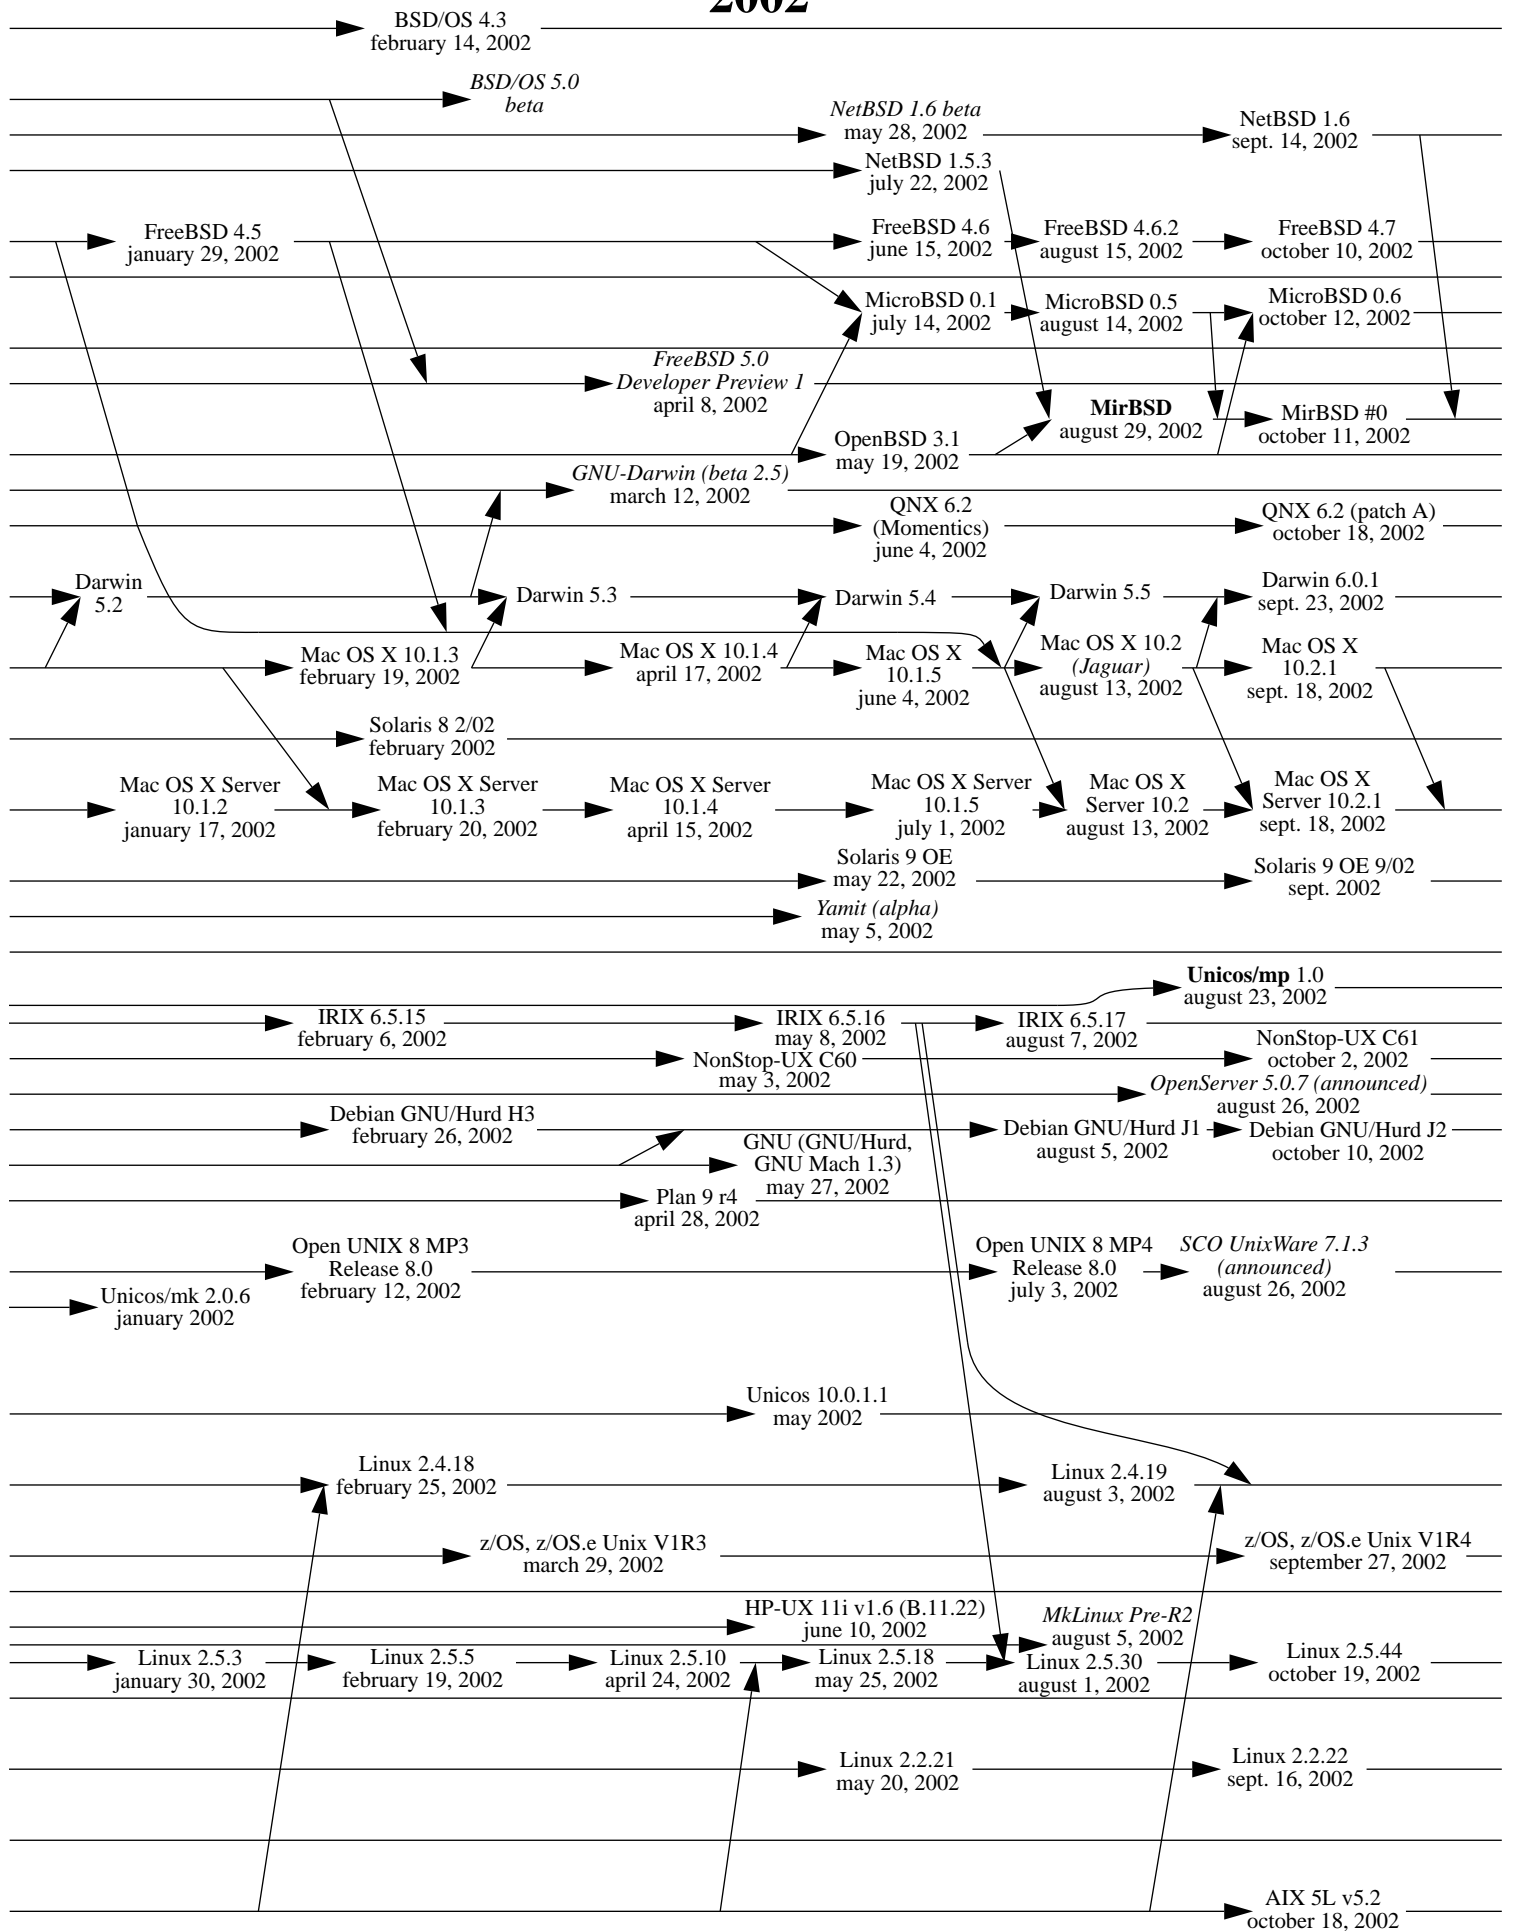 2002
BSD/OS 4.3
february 14, 2002
BSD/OS 5.0
beta
NetBSD 1.6 beta
may 28, 2002
NetBSD 1.6
sept. 14, 2002
NetBSD 1.5.3
july 22, 2002
FreeBSD 4.5
january 29, 2002
FreeBSD 4.6
june 15, 2002
FreeBSD 4.6.2
august 15, 2002
FreeBSD 4.7
october 10, 2002
MicroBSD 0.1
july 14, 2002
MicroBSD 0.5
august 14, 2002
MicroBSD 0.6
october 12, 2002
FreeBSD 5.0
Developer Preview 1
april 8, 2002
MirBSD
august 29, 2002
MirBSD #0
october 11, 2002
OpenBSD 3.1
may 19, 2002
GNU-Darwin (beta 2.5)
march 12, 2002
QNX 6.2
(Momentics)
june 4, 2002
QNX 6.2 (patch A)
october 18, 2002
Darwin
5.2
Darwin 5.3
Darwin 5.4
Darwin 5.5
Darwin 6.0.1
sept. 23, 2002
Mac OS X 10.1.3
february 19, 2002
Mac OS X 10.1.4
april 17, 2002
Mac OS X
10.1.5
june 4, 2002
Mac OS X 10.2
(Jaguar)
august 13, 2002
Mac OS X
10.2.1
sept. 18, 2002
Solaris 8 2/02
february 2002
Mac OS X Server
10.1.2
january 17, 2002
Mac OS X Server
10.1.3
february 20, 2002
Mac OS X Server
10.1.4
april 15, 2002
Mac OS X Server
10.1.5
july 1, 2002
Mac OS X
Server 10.2
august 13, 2002
Mac OS X
Server 10.2.1
sept. 18, 2002
Solaris 9 OE
may 22, 2002
Solaris 9 OE 9/02
sept. 2002
Yamit (alpha)
may 5, 2002
Unicos/mp 1.0
august 23, 2002
IRIX 6.5.15
february 6, 2002
IRIX 6.5.16
may 8, 2002
IRIX 6.5.17
august 7, 2002
NonStop-UX C60
may 3, 2002
NonStop-UX C61
october 2, 2002
OpenServer 5.0.7 (announced)
august 26, 2002
Debian GNU/Hurd H3
february 26, 2002
Debian GNU/Hurd J1
august 5, 2002
Debian GNU/Hurd J2
october 10, 2002
GNU (GNU/Hurd,
GNU Mach 1.3)
may 27, 2002
Plan 9 r4
april 28, 2002
Open UNIX 8 MP3
Release 8.0
february 12, 2002
Open UNIX 8 MP4
Release 8.0
july 3, 2002
SCO UnixWare 7.1.3
(announced)
august 26, 2002
Unicos/mk 2.0.6
january 2002
Unicos 10.0.1.1
may 2002
Linux 2.4.18
february 25, 2002
Linux 2.4.19
august 3, 2002
z/OS, z/OS.e Unix V1R3
march 29, 2002
z/OS, z/OS.e Unix V1R4
september 27, 2002
HP-UX 11i v1.6 (B.11.22)
june 10, 2002
MkLinux Pre-R2
august 5, 2002
Linux 2.5.3
january 30, 2002
Linux 2.5.5
february 19, 2002
Linux 2.5.10
april 24, 2002
Linux 2.5.18
may 25, 2002
Linux 2.5.30
august 1, 2002
Linux 2.5.44
october 19, 2002
Linux 2.2.21
may 20, 2002
Linux 2.2.22
sept. 16, 2002
AIX 5L v5.2
october 18, 2002